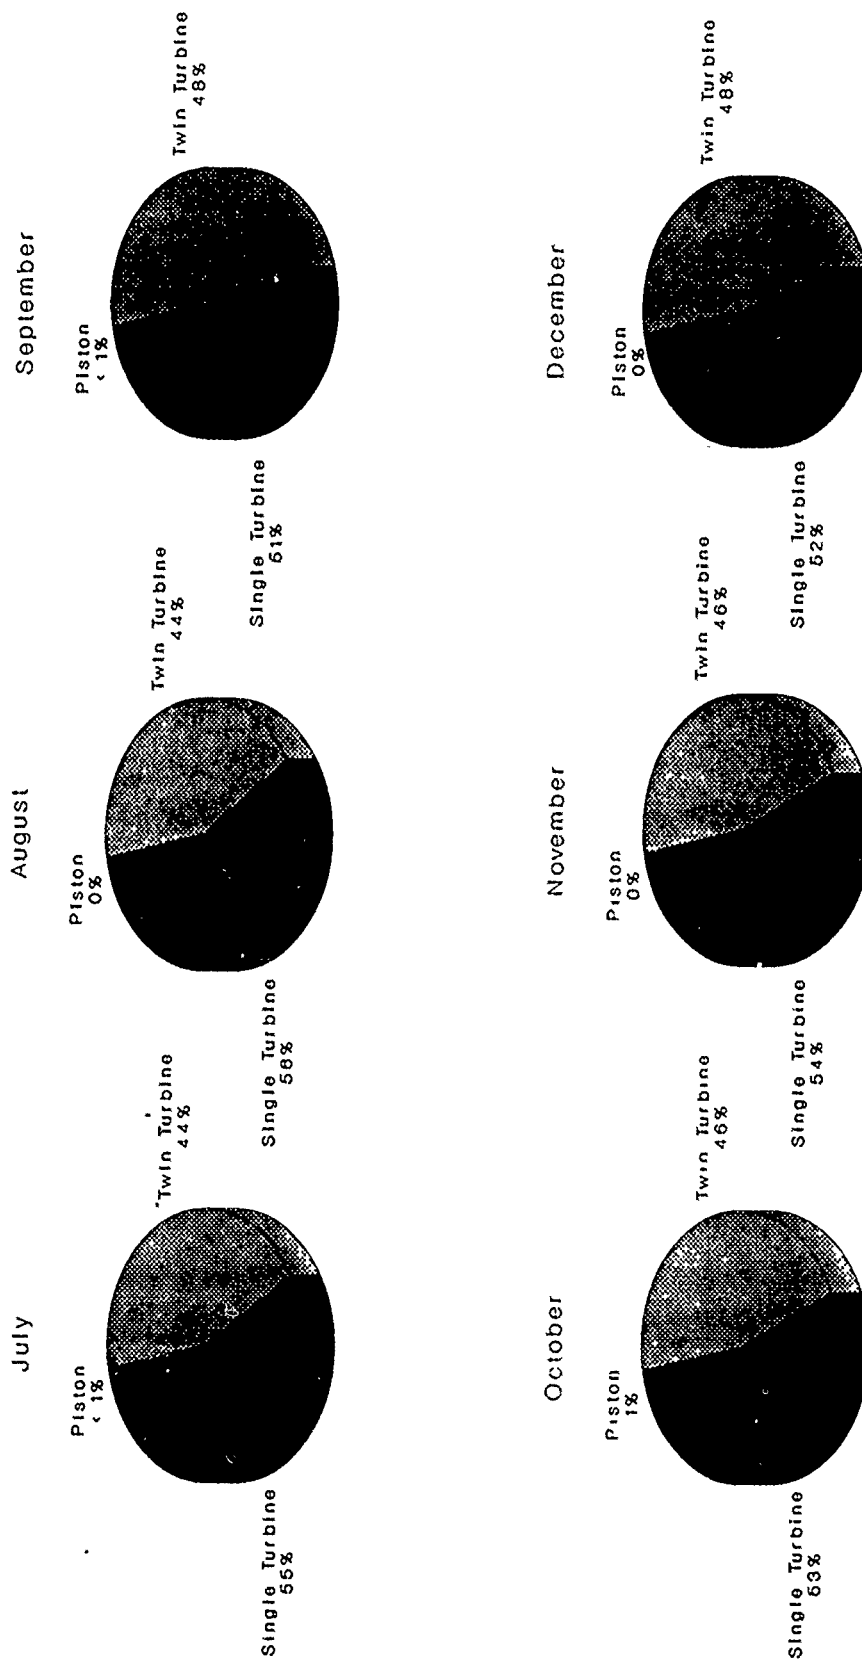 July
Piston
< 1%
Twin Turbine
44%
Single Turbine
55%
August
Piston
0%
Twin Turbine
44%
Single Turbine
56%
September
Piston
< 1%
Twin Turbine
48%
Single Turbine
51%
October
Piston
1%
Twin Turbine
46%
Single Turbine
53%
November
Piston
0%
Twin Turbine
46%
Single Turbine
54%
December
Piston
0%
Twin Turbine
48%
Single Turbine
52%